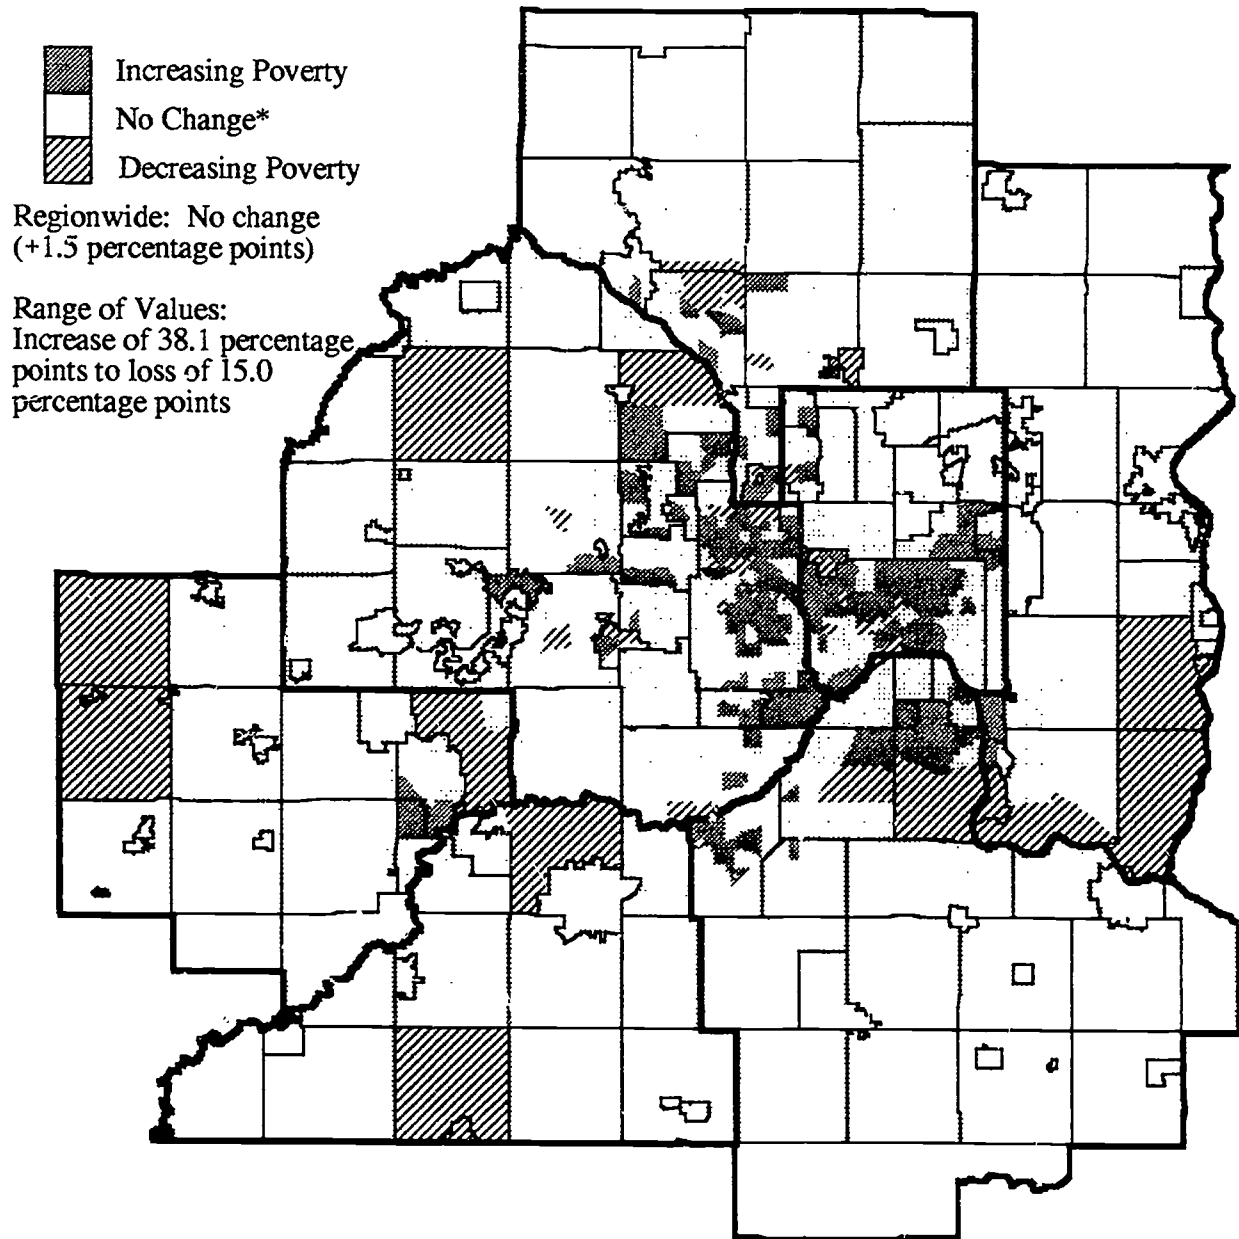 Increasing Poverty
No Change*
Decreasing Poverty
Regionwide: No change
(+1.5 percentage points)
Range of Values:
Increase of 38.1 percentage
points to loss of 15.0
percentage points